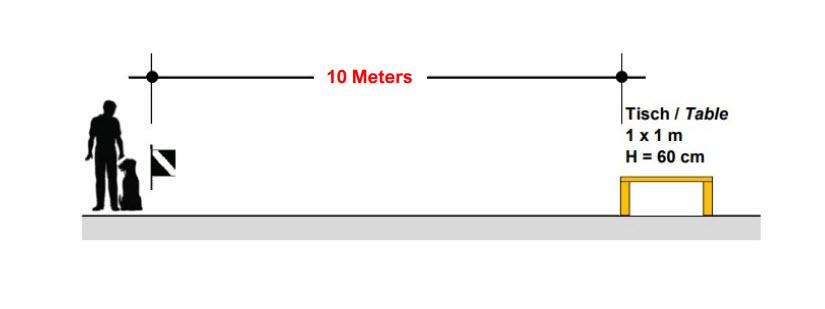 10 Meters
Tisch / Table
1 x 1 m
H = 60 cm